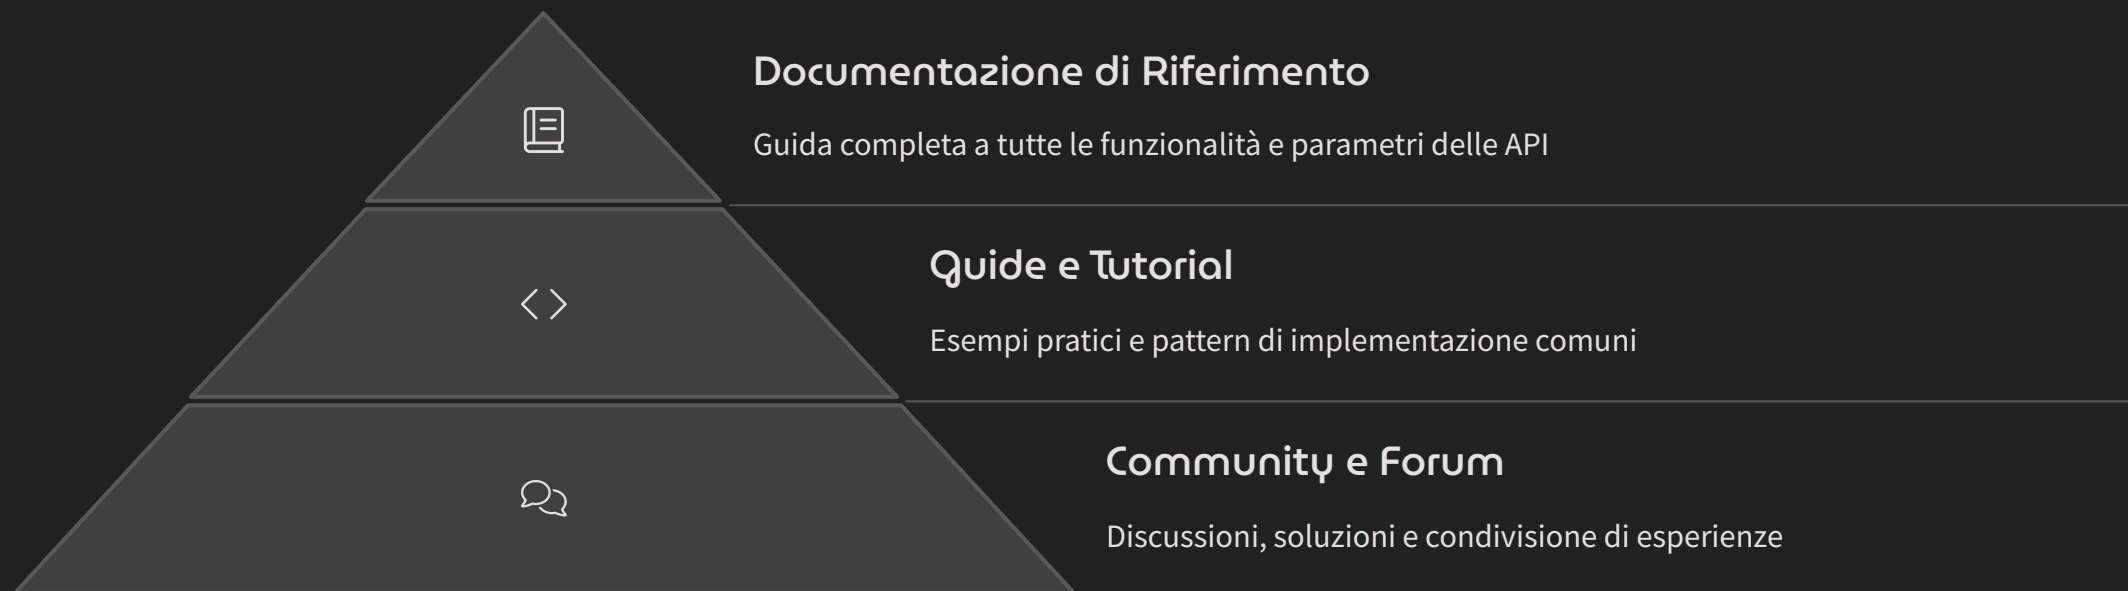 Documentazione di Riferimento
Guida completa a tutte le funzionalità e parametri delle API
Guide e Tutorial
Esempi pratici e pattern di implementazione comuni
Community e Forum
Discussioni, soluzioni e condivisione di esperienze